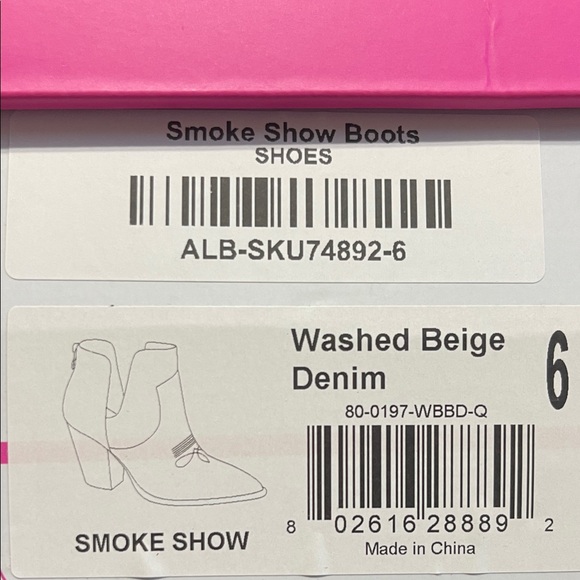 Smoke Show Boots
SHOES
ALB-SKU74892-6
Washed Beige
Denim
6
80-0197-WBBD-Q
8 02616 28889 2
Made in China
SMOKE SHOW